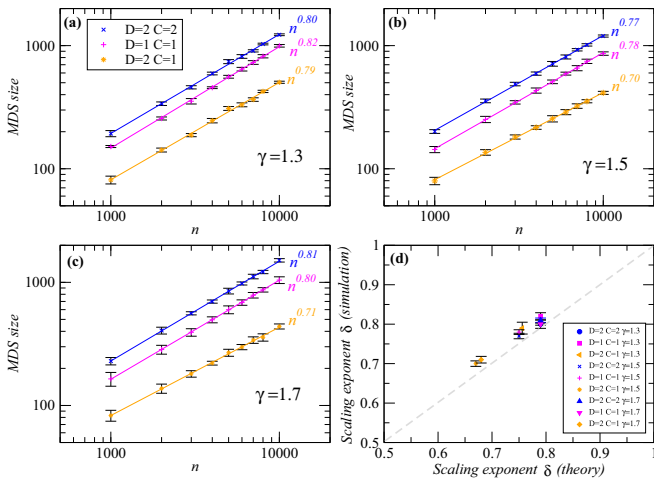 (a)
D=2 C=2
D=1 C=1
D=2 C=1
n^0.80
n^0.82
n^0.79
γ=1.3
MDS size
1000
100
1000
10000
n
(b)
n^0.77
n^0.78
n^0.70
γ=1.5
MDS size
1000
100
1000
10000
n
(c)
n^0.81
n^0.80
n^0.71
γ=1.7
MDS size
1000
100
1000
10000
n
(d)
Scaling exponent δ (simulation)
1
0.9
0.8
0.7
0.6
0.5
D=2 C=2 γ=1.3
D=1 C=1 γ=1.3
D=2 C=1 γ=1.3
D=2 C=2 γ=1.5
D=1 C=1 γ=1.5
D=2 C=1 γ=1.5
D=2 C=2 γ=1.7
D=1 C=1 γ=1.7
D=2 C=1 γ=1.7
0.5
0.6
0.7
0.8
0.9
1
Scaling exponent δ (theory)